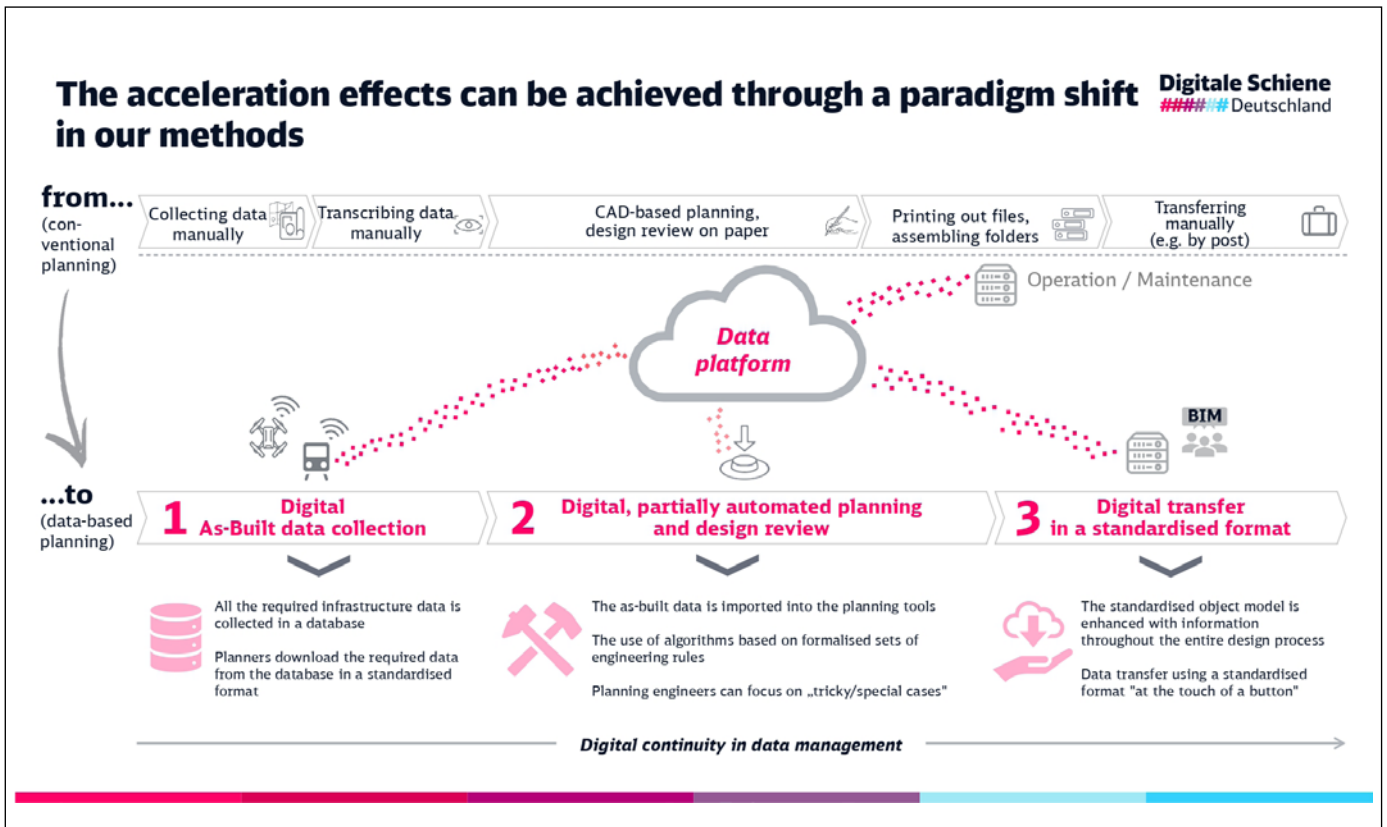 The acceleration effects can be achieved through a paradigm shift
in our methods
Digitale Schiene
###### Deutschland
from...
(con-
ventional
planning)
Collecting data
manually
Transcribing data
manually
CAD-based planning,
design review on paper
Printing out files,
assembling folders
Transferring
manually
(e.g. by post)
Operation / Maintenance
Data
platform
BIM
...to
(data-based
planning)
1
Digital
As-Built data collection
2
Digital, partially automated planning
and design review
3
Digital transfer
in a standardised format
All the required infrastructure data is
collected in a database
Planners download the required data
from the database in a standardised
format
The as-built data is imported into the planning tools
The use of algorithms based on formalised sets of
engineering rules
Planning engineers can focus on „tricky/special cases"
The standardised object model is
enhanced with information
throughout the entire design process
Data transfer using a standardised
format "at the touch of a button"
Digital continuity in data management